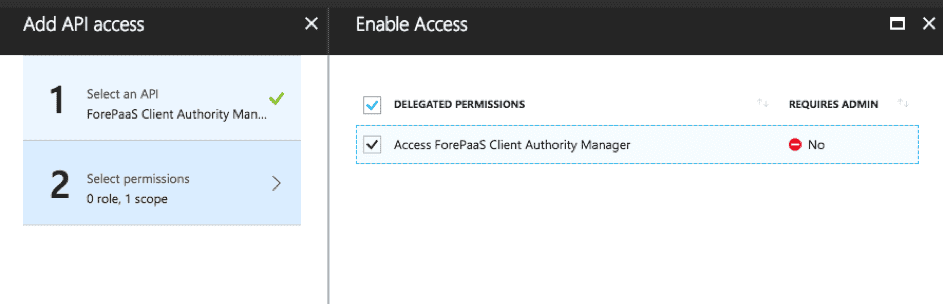 Add API access
Enable Access
1
Select an API
ForePaaS Client Authority Man...
2
Select permissions
0 role, 1 scope
DELEGATED PERMISSIONS
REQUIRES ADMIN
Access ForePaaS Client Authority Manager
No